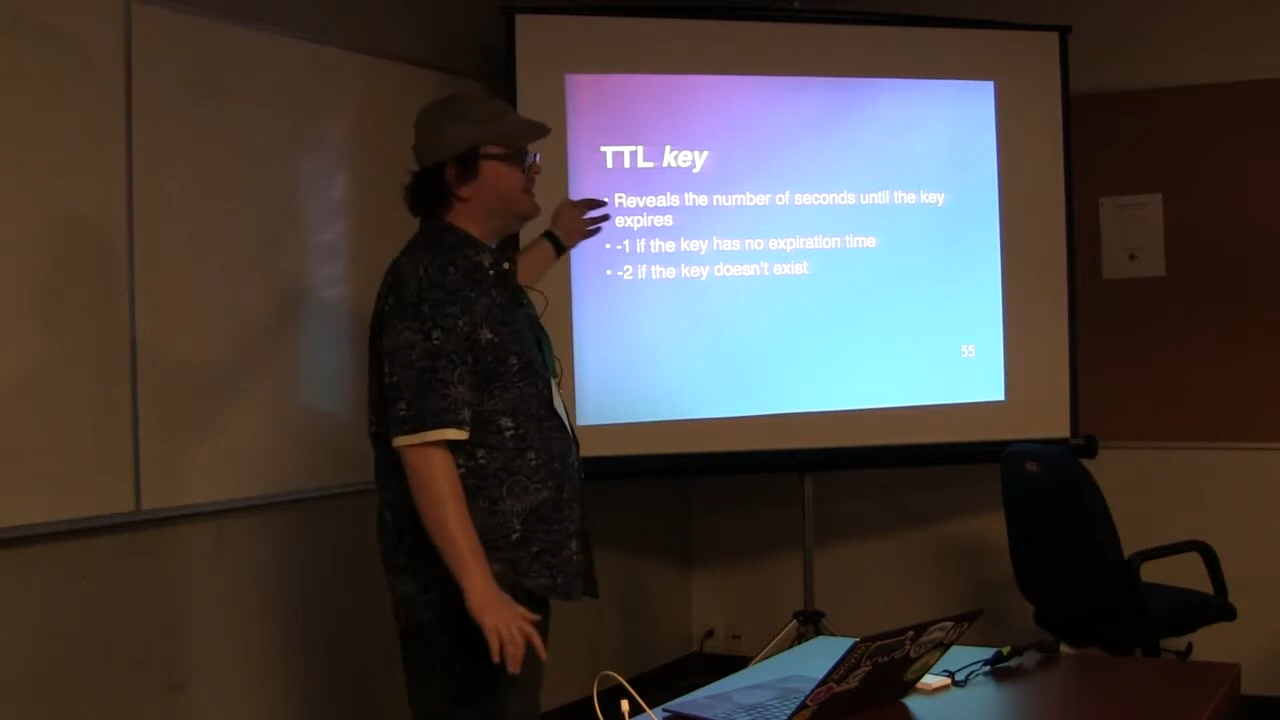 TTL key
• Reveals the number of seconds until the key
expires
• -1 if the key has no expiration time
• -2 if the key doesn't exist
55